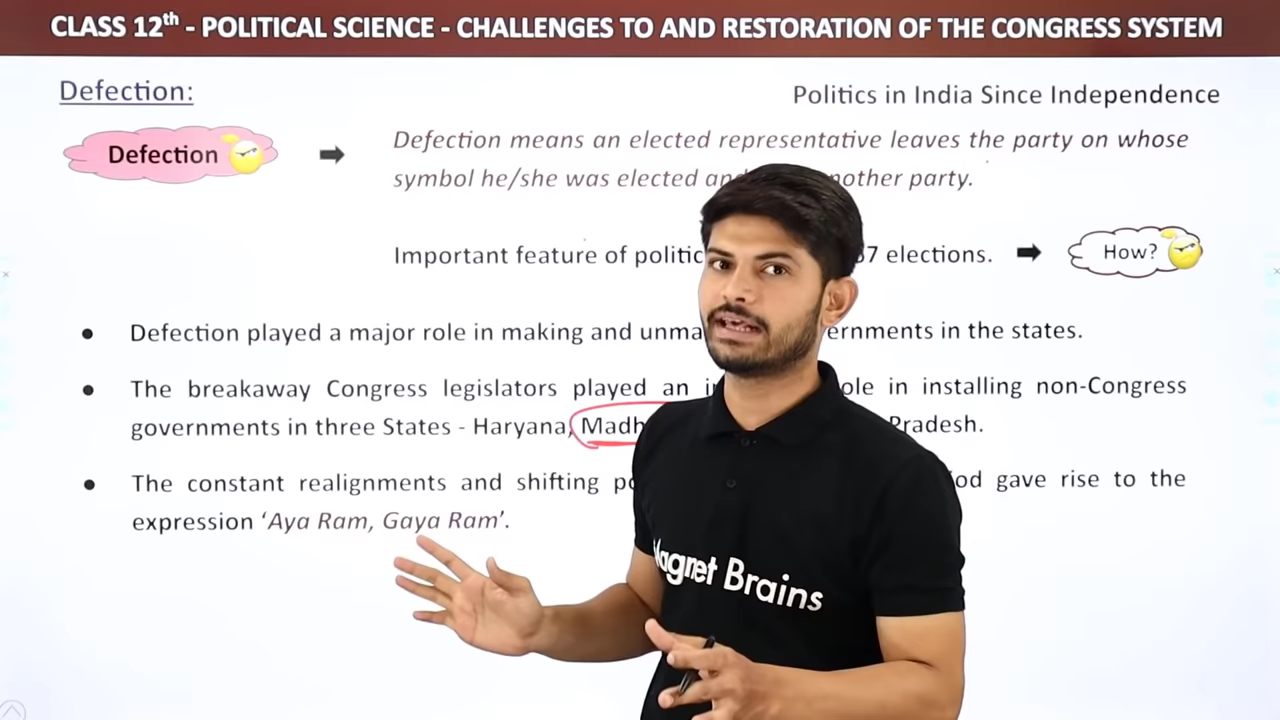 CLASS 12th - POLITICAL SCIENCE - CHALLENGES TO AND RESTORATION OF THE CONGRESS SYSTEM
Defection:
Politics in India Since Independence
Defection
Defection means an elected representative leaves the party on whose
symbol he/she was elected and another party.
Important feature of politic 67 elections.
How?
Defection played a major role in making and unma ernments in the states.
The breakaway Congress legislators played an ole in installing non-Congress
governments in three States - Haryana, Madh Pradesh.
The constant realignments and shifting po od gave rise to the
expression ‘Aya Ram, Gaya Ram’.
Magnet Brains